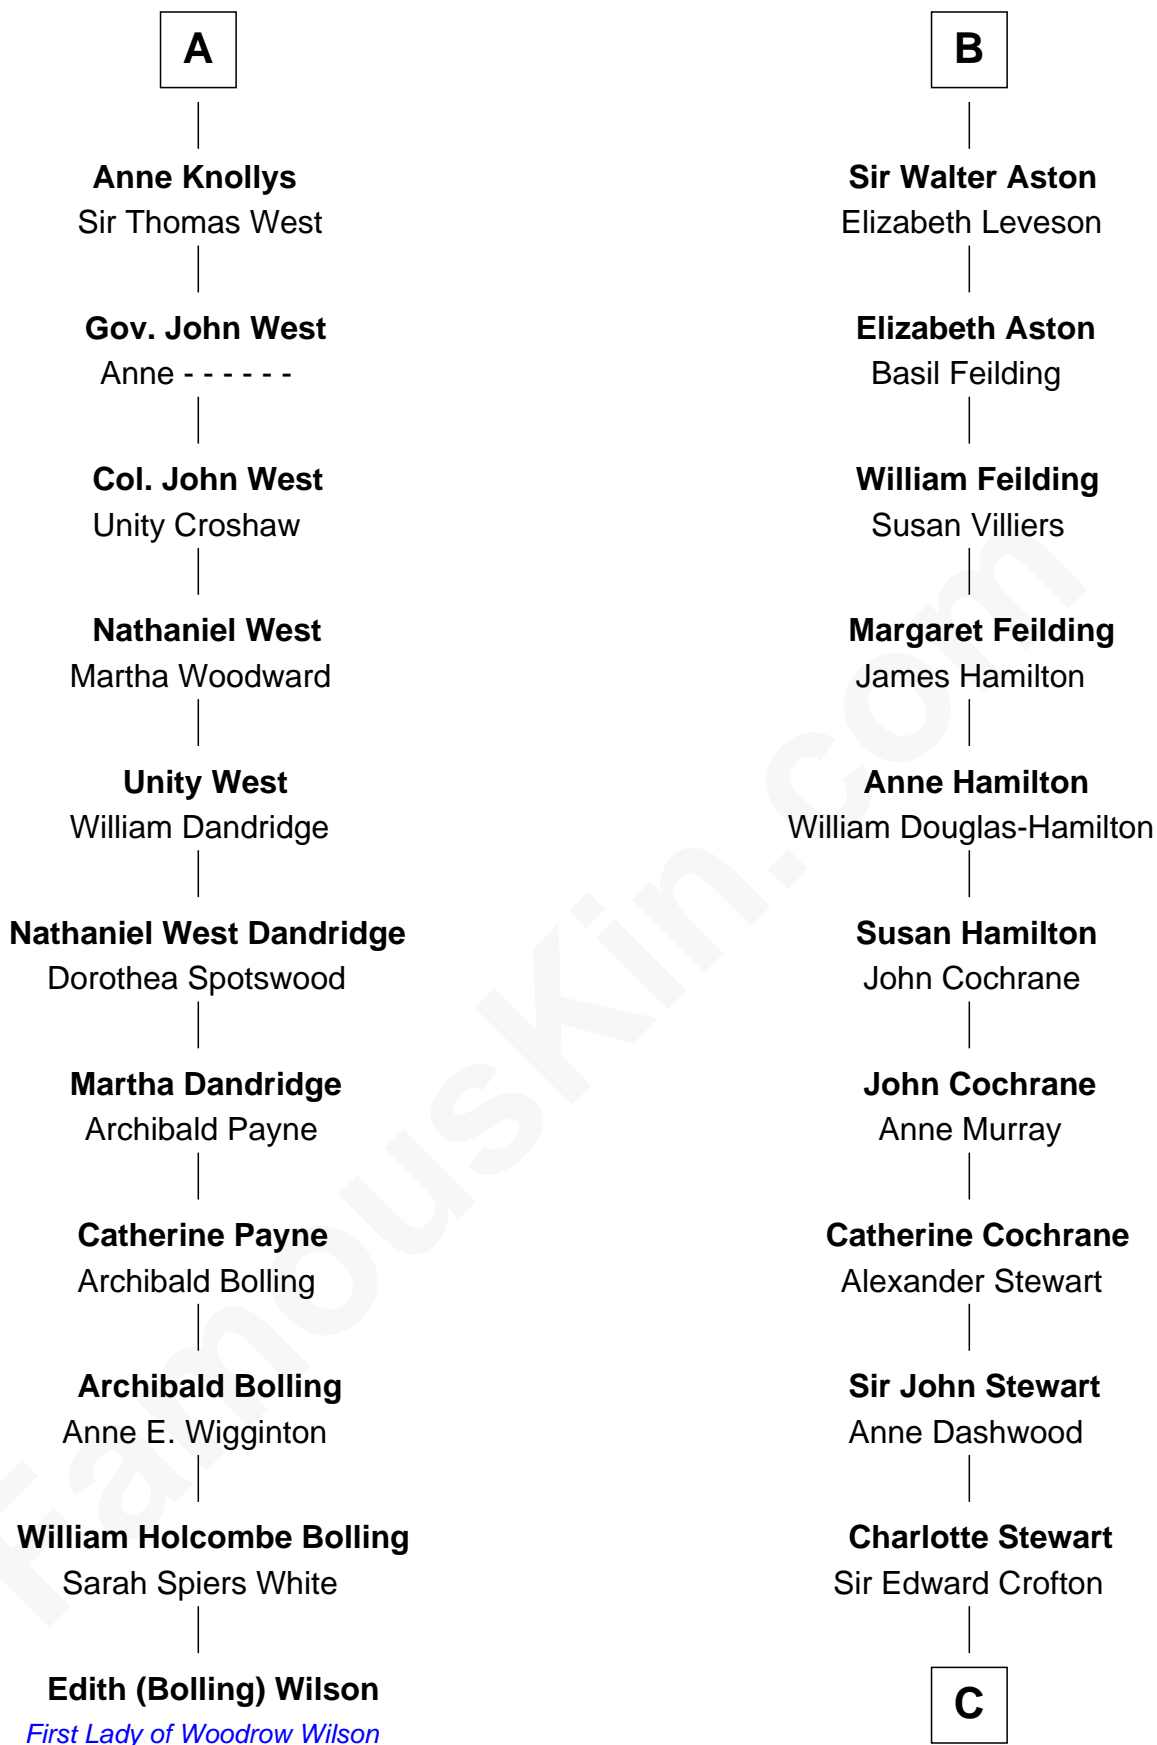 A
Anne Knollys
Sir Thomas West
Gov. John West
Anne - - - - - -
Col. John West
Unity Croshaw
Nathaniel West
Martha Woodward
Unity West
William Dandridge
Nathaniel West Dandridge
Dorothea Spotswood
Martha Dandridge
Archibald Payne
Catherine Payne
Archibald Bolling
Archibald Bolling
Anne E. Wigginton
William Holcombe Bolling
Sarah Spiers White
Edith (Bolling) Wilson
First Lady of Woodrow Wilson
B
Sir Walter Aston
Elizabeth Leveson
Elizabeth Aston
Basil Feilding
William Feilding
Susan Villiers
Margaret Feilding
James Hamilton
Anne Hamilton
William Douglas-Hamilton
Susan Hamilton
John Cochrane
John Cochrane
Anne Murray
Catherine Cochrane
Alexander Stewart
Sir John Stewart
Anne Dashwood
Charlotte Stewart
Sir Edward Crofton
C
FamousKin.com